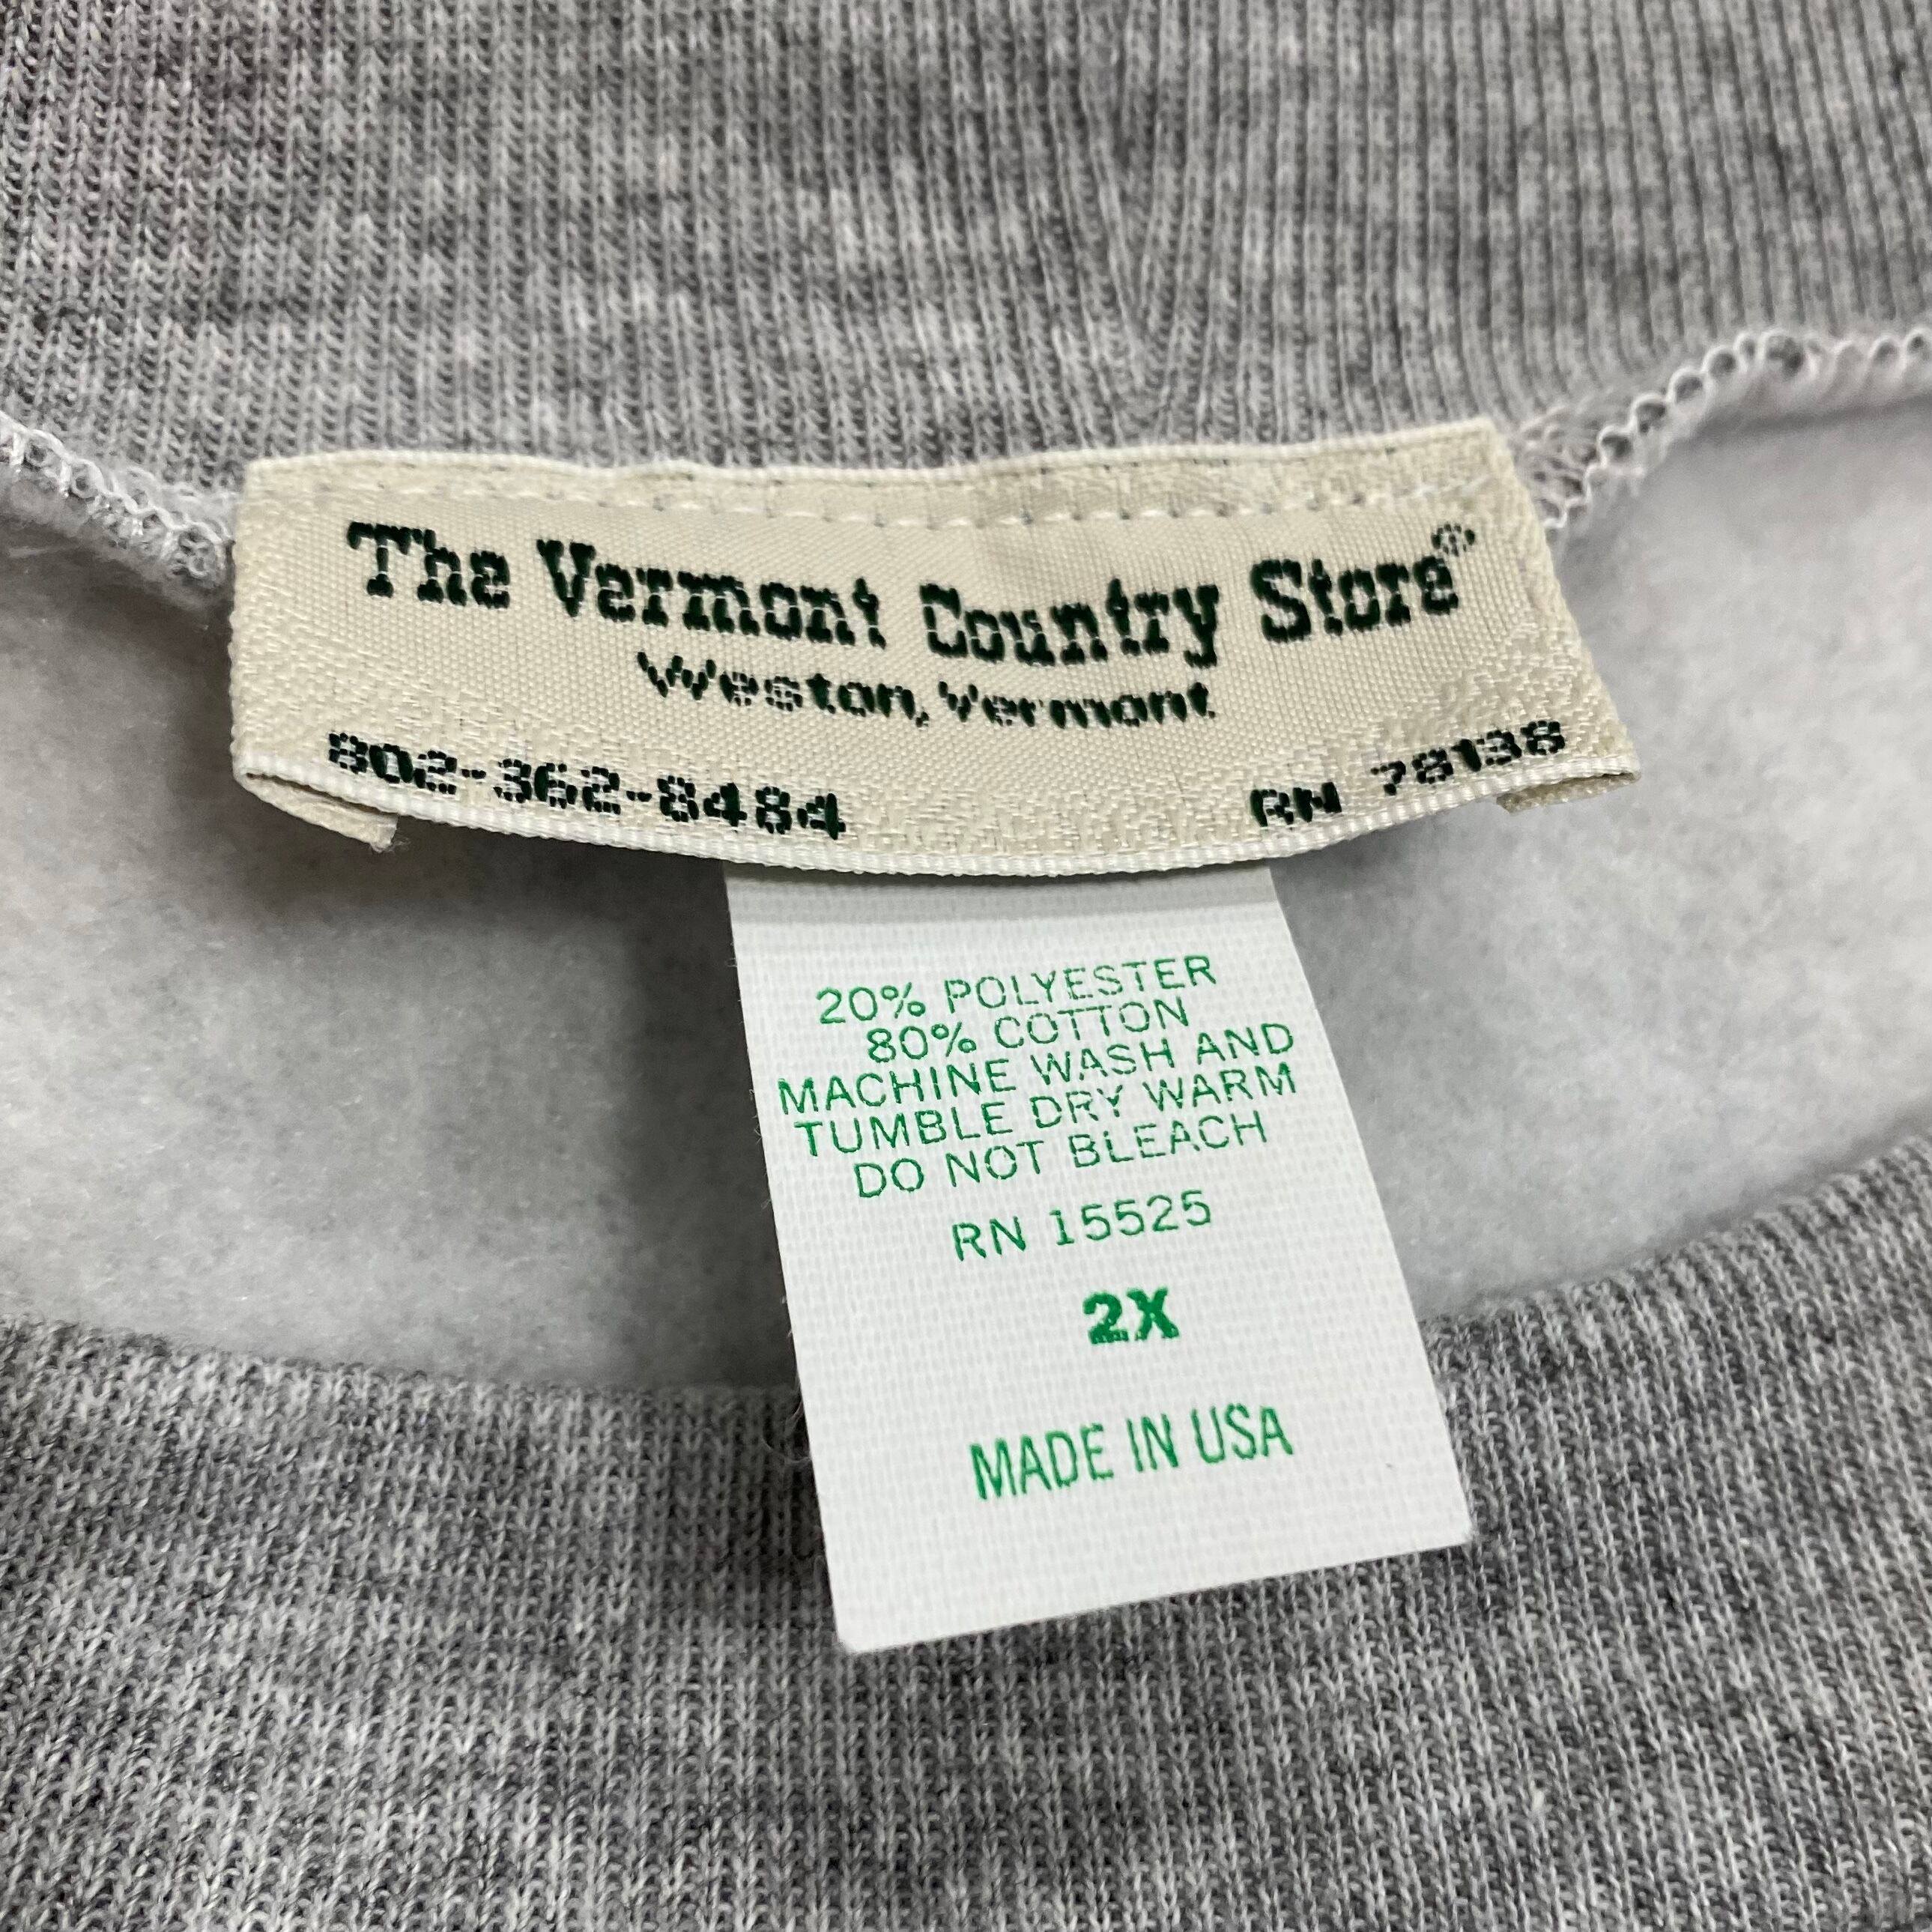 The Vermont Country Store®
Weston, Vermont
802-362-8484 RN 78138
20% POLYESTER
80% COTTON
MACHINE WASH AND
TUMBLE DRY WARM
DO NOT BLEACH
RN 15525
2X
MADE IN USA